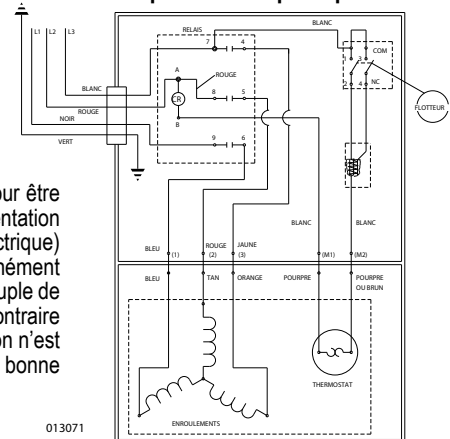 BLANC
RELAIS
7 4
L1 L2 L3
COM
1 3
A
ROUGE
BLANC
CR
8 5
2 4 NC
FLOTTEUR
ROUGE
NOIR
B
9 6
VERT
our être
entation
ctrique)
nément
uple de
ontraire
on n'est
bonne
BLANC BLANC
BLEU (1) ROUGE (2) JAUNE (3) (M1) (M2)
BLEU TAN ORANGE POURPRE POURPRE
OU BRUN
THERMOSTAT
ENROULEMENTS
013071